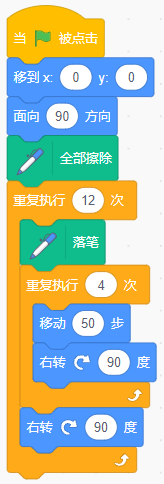 当 被点击
移到 x: 0 y: 0
面向 90 方向
全部擦除
重复执行 12 次
落笔
重复执行 4 次
移动 50 步
右转 90 度
右转 90 度